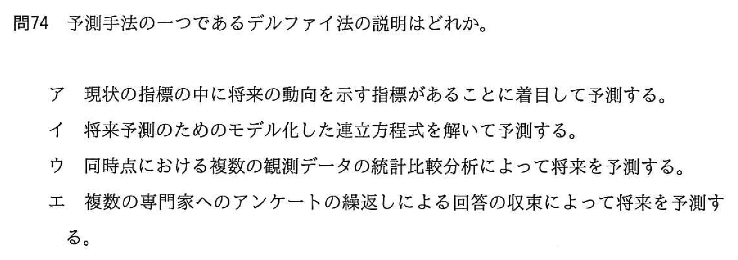 問74 予測手法の一つであるデルファイ法の説明はどれか。
ア 現状の指標の中に将来の動向を示す指標があることに着目して予測する。
イ 将来予測のためのモデル化した連立方程式を解いて予測する。
ウ 同時点における複数の観測データの統計比較分析によって将来を予測する。
エ 複数の専門家へのアンケートの繰返しによる回答の収束によって将来を予測す
る。